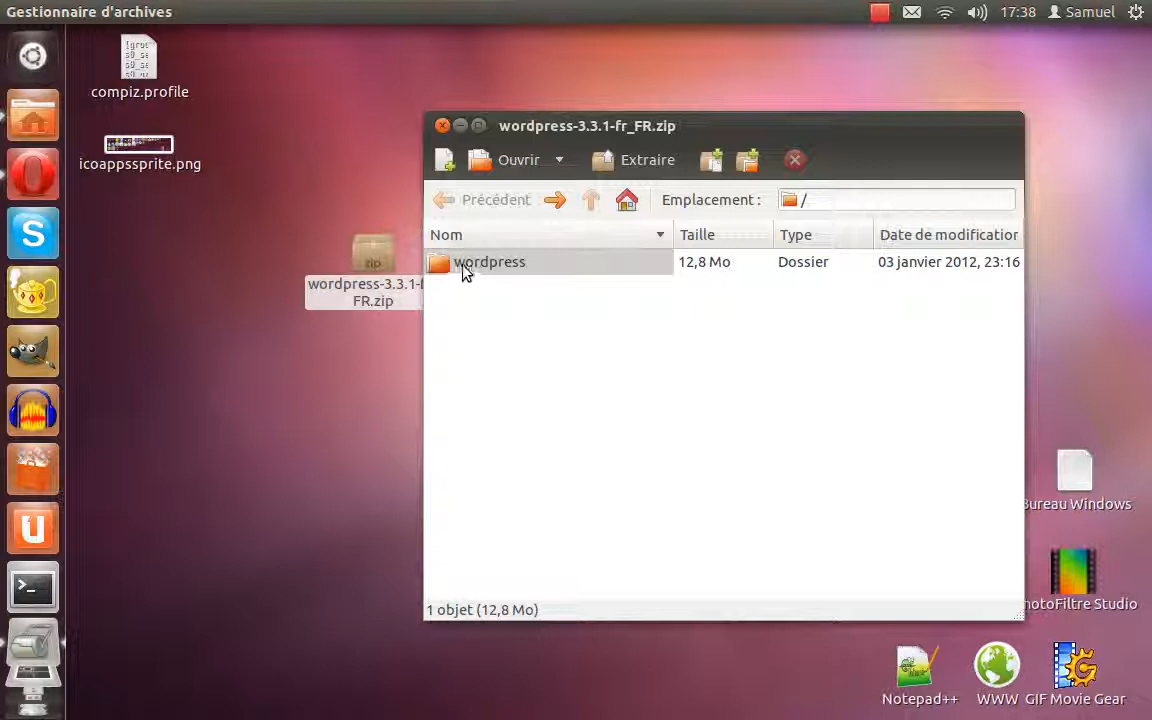 Gestionnaire d'archives
17:38 Samuel
compiz.profile
icoappssprite.png
zip
wordpress-3.3.1-f
FR.zip
wordpress-3.3.1-fr_FR.zip
Ouvrir Extraire
Précédent Emplacement : /
Nom Taille Type Date de modification
wordpress 12,8 Mo Dossier 03 janvier 2012, 23:16
1 objet (12,8 Mo)
Bureau Windows
hotoFiltre Studio
Notepad++ WWW GIF Movie Gear